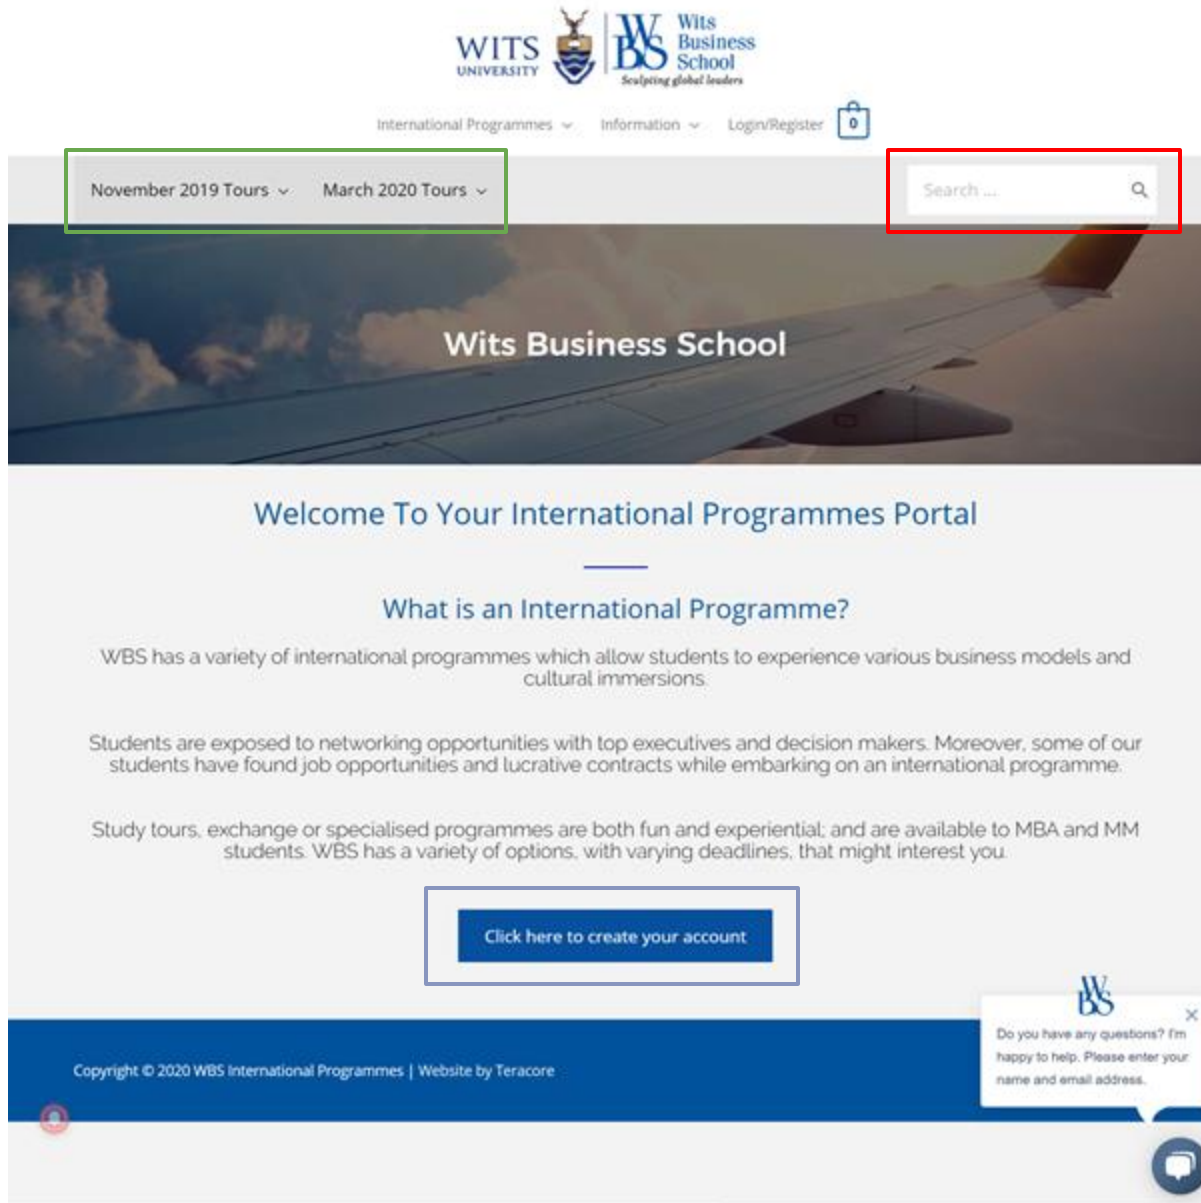 WITS
UNIVERSITY
WBS
Wits
Business
School
Sculpting global leaders
International Programmes
Information
Login/Register
0
November 2019 Tours
March 2020 Tours
Search ...
Wits Business School
Welcome To Your International Programmes Portal
What is an International Programme?
WBS has a variety of international programmes which allow students to experience various business models and
cultural immersions.
Students are exposed to networking opportunities with top executives and decision makers. Moreover, some of our
students have found job opportunities and lucrative contracts while embarking on an international programme.
Study tours, exchange or specialised programmes are both fun and experiential; and are available to MBA and MM
students. WBS has a variety of options, with varying deadlines, that might interest you.
Click here to create your account
WBS
Do you have any questions? I'm
happy to help. Please enter your
name and email address.
Copyright © 2020 WBS International Programmes | Website by Teracore